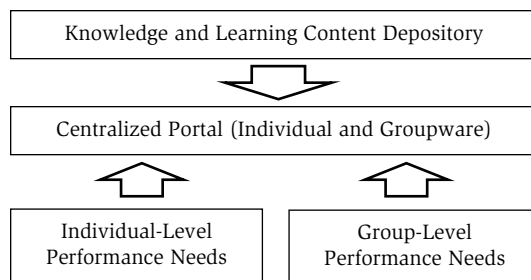 Knowledge and Learning Content Depository
Centralized Portal (Individual and Groupware)
Individual-Level
Performance Needs
Group-Level
Performance Needs